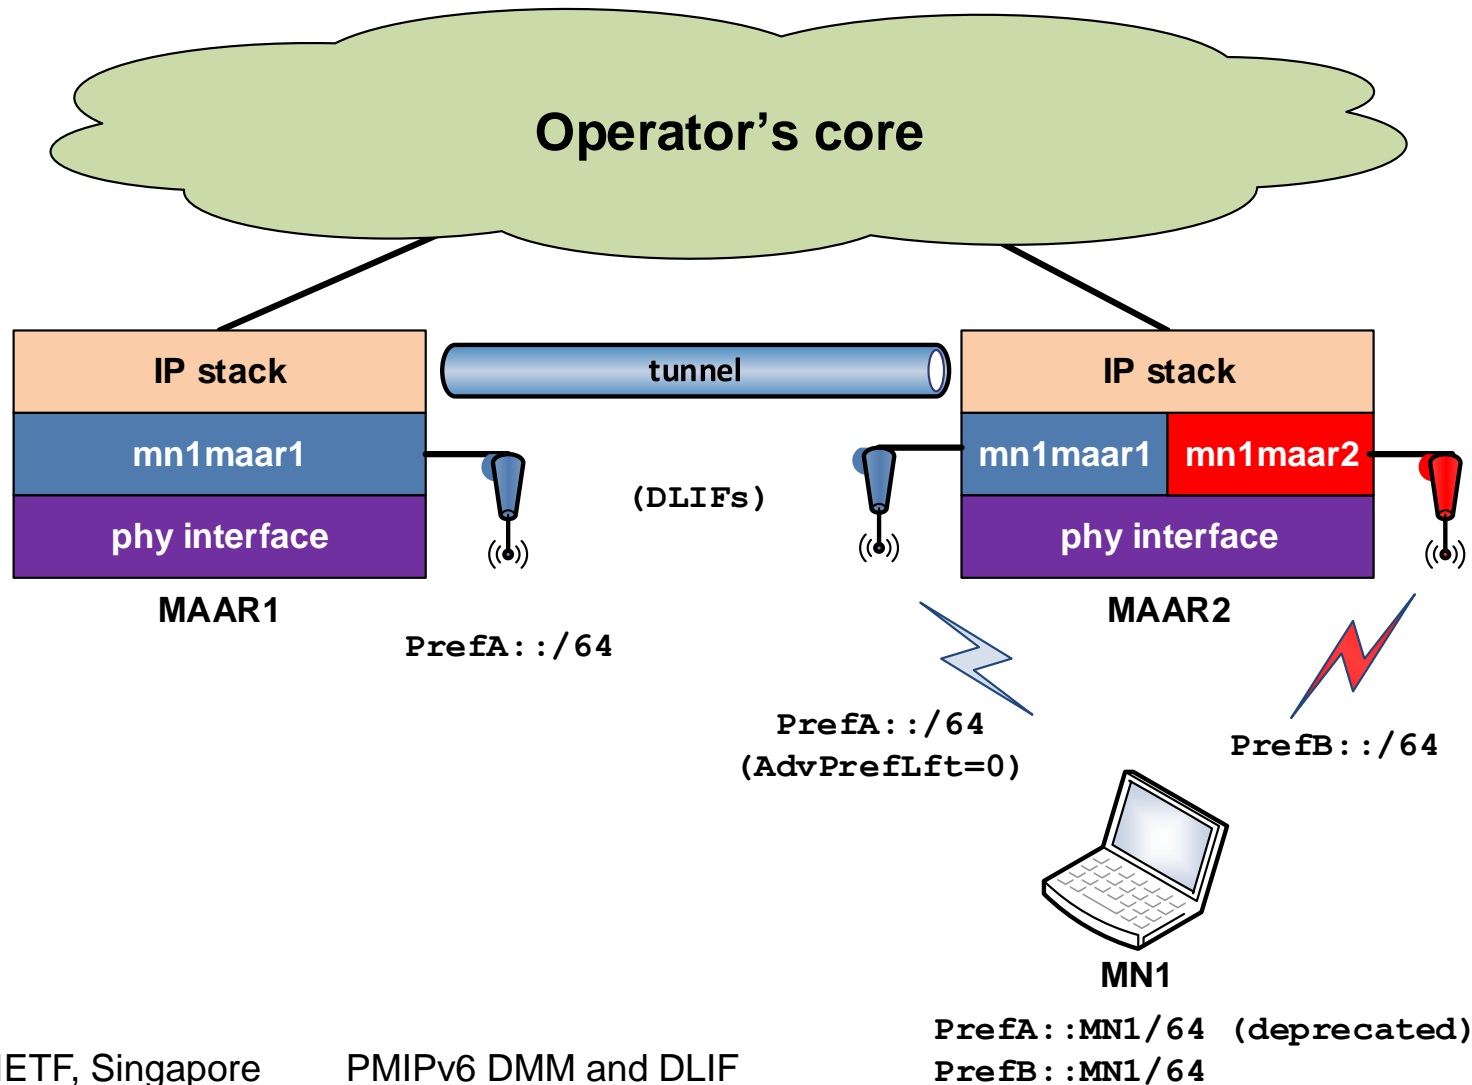 Operator's core
IP stack
tunnel
IP stack
mn1maar1
mn1maar1
mn1maar2
(DLIFs)
phy interface
phy interface
MAAR1
MAAR2
PrefA::/64
PrefA::/64
(AdvPrefLft=0)
PrefB::/64
MN1
PrefA::MN1/64 (deprecated)
PrefB::MN1/64
IETF, Singapore
PMIPv6 DMM and DLIF